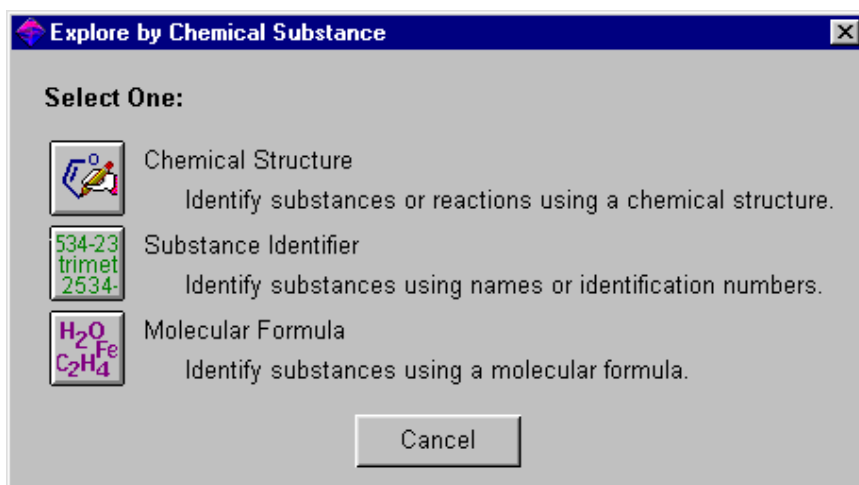 Explore by Chemical Substance
Select One:
Chemical Structure
Identify substances or reactions using a chemical structure.
534-23
trimet
2534-
Substance Identifier
Identify substances using names or identification numbers.
H2O
Fe
C2H4
Molecular Formula
Identify substances using a molecular formula.
Cancel